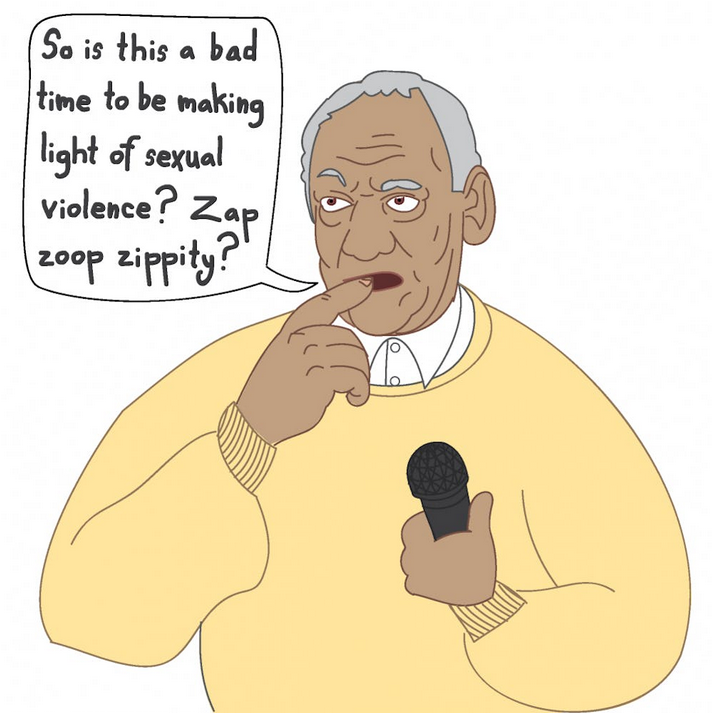 So is this a bad
time to be making
light of sexual
violence? Zap
zoop zippity?